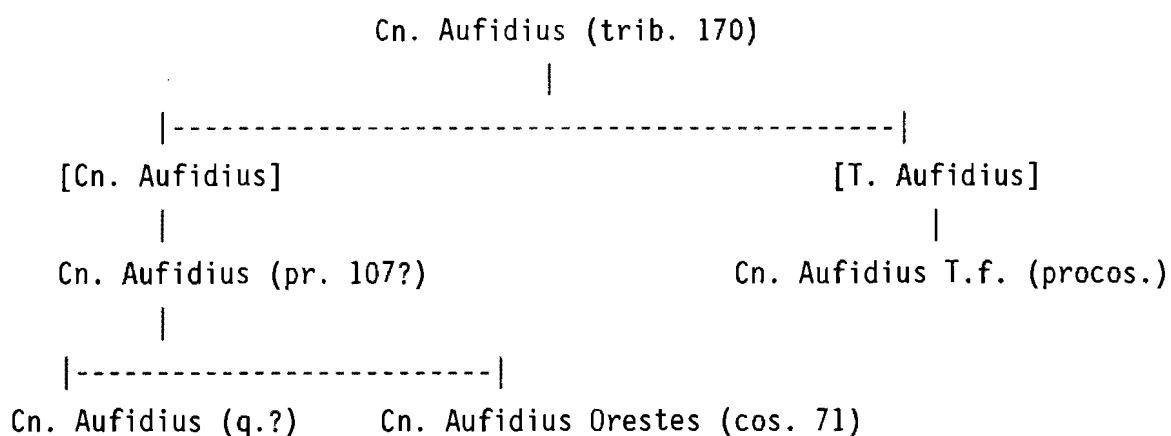 Cn. Aufidius (trib. 170)
[Cn. Aufidius] [T. Aufidius]
Cn. Aufidius (pr. 107?) Cn. Aufidius T.f. (procos.)
Cn. Aufidius (q.?) Cn. Aufidius Orestes (cos. 71)